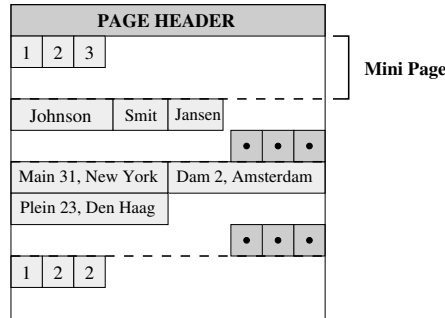 PAGE HEADER
1 2 3
Mini Page
Johnson Smit Jansen
Main 31, New York Dam 2, Amsterdam
Plein 23, Den Haag
1 2 2